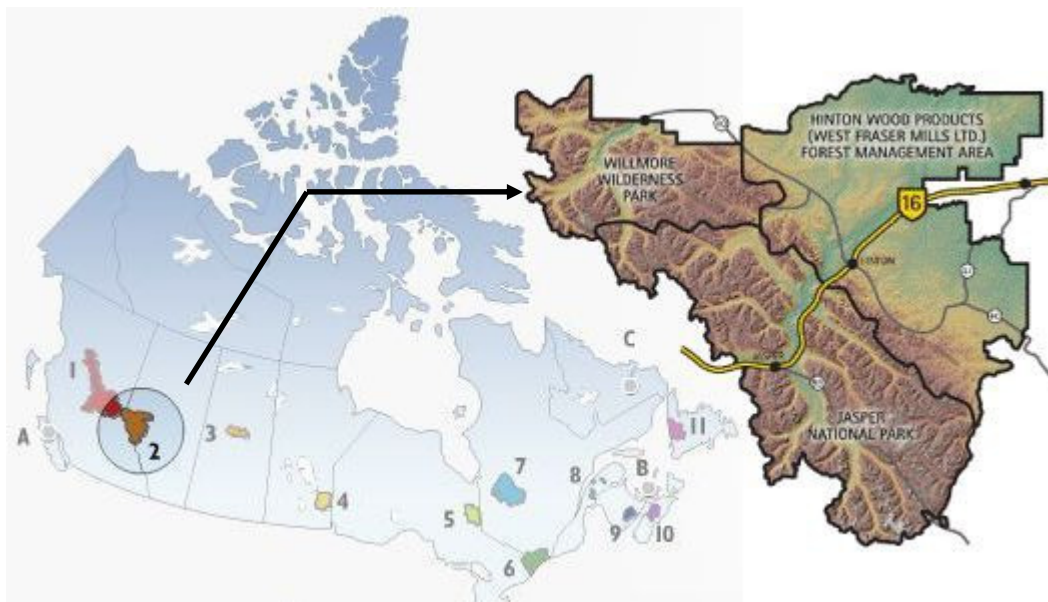 1
A
2
3
4
5
6
7
8
9
10
B
C
11
WILLMORE
WILDERNESS
PARK
HINTON WOOD PRODUCTS
(WEST FRASER MILLS LTD.)
FOREST MANAGEMENT AREA
16
HINTON
JASPER
NATIONAL PARK